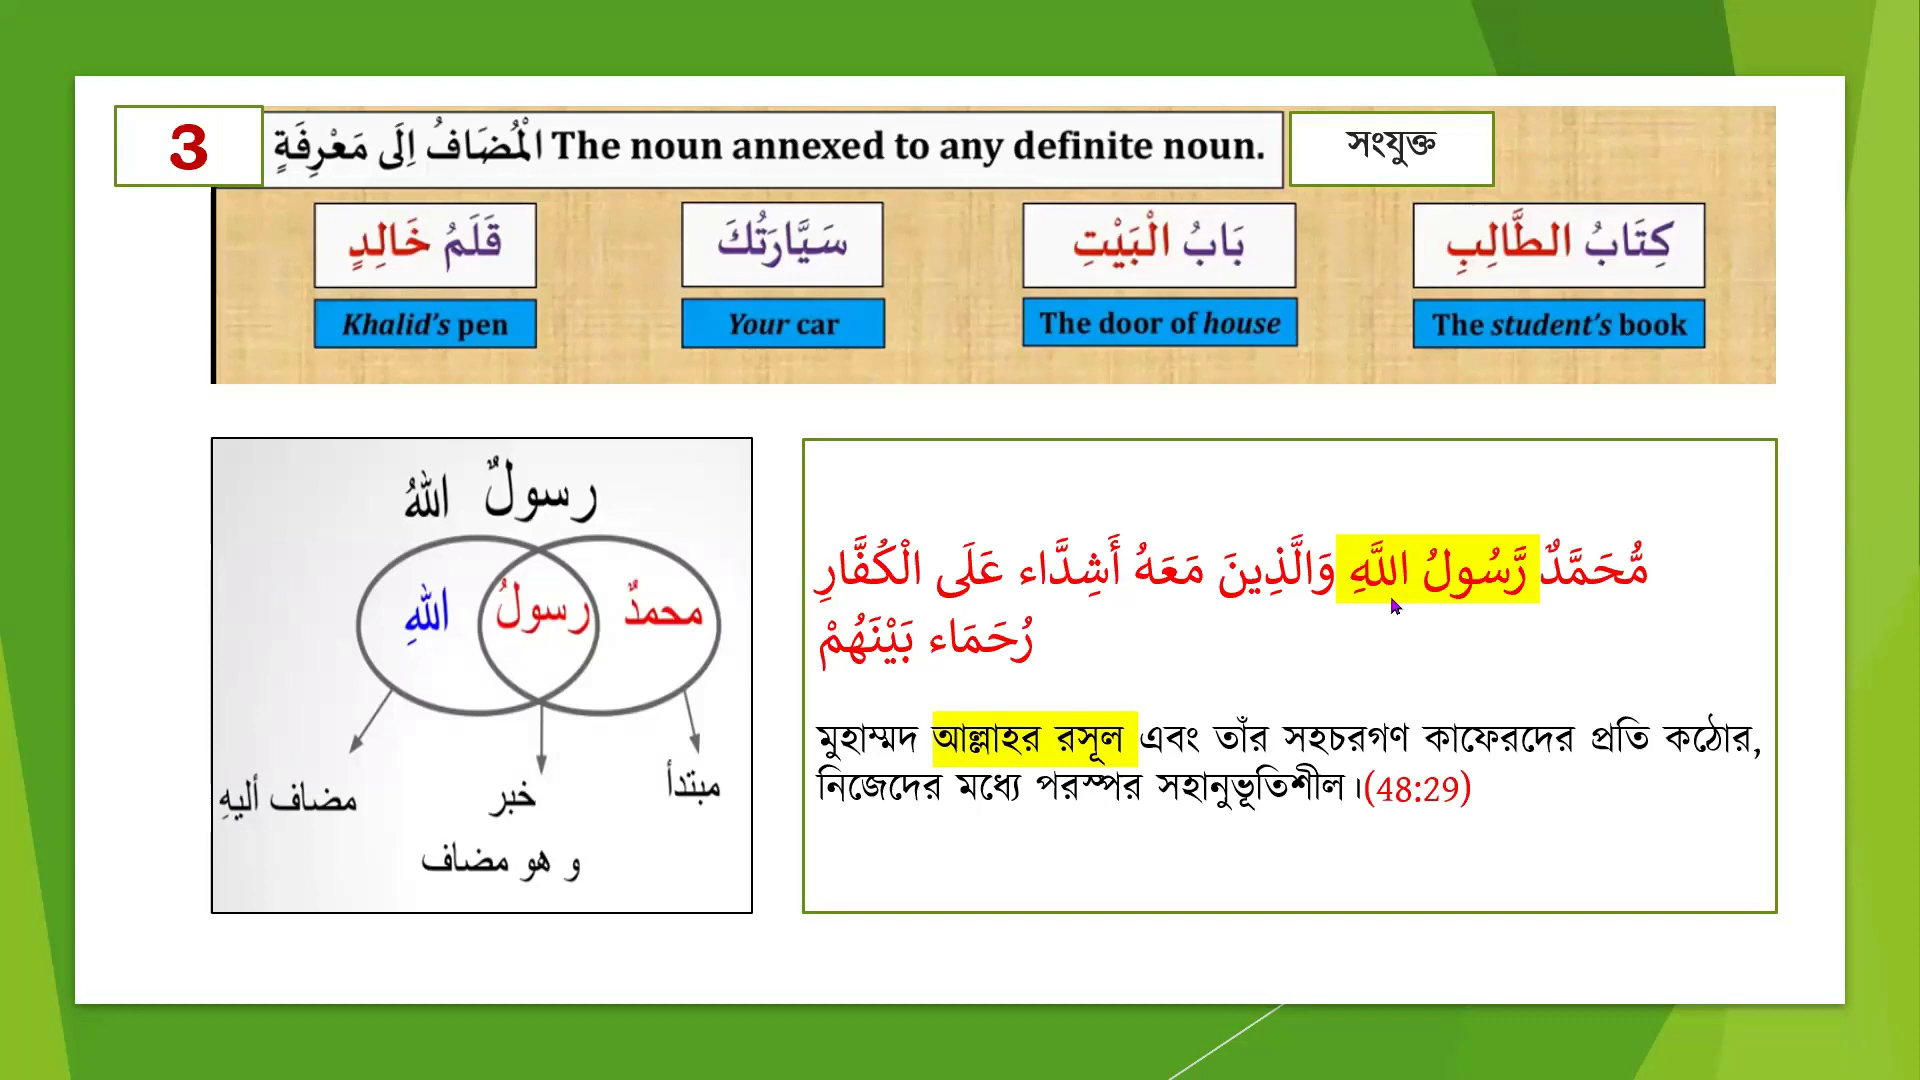 3
الْمُضَافُ اِلَى مَعْرِفَةٍ The noun annexed to any definite noun.
সংযুক্ত
قَلَمُ خَالِدٍ
سَيَّارَتُكَ
بَابُ الْبَيْتِ
كِتَابُ الطَّالِبِ
Khalid's pen
Your car
The door of house
The student's book
رسولٌ اللهُ
محمدٌ رسولُ اللهِ
مبتدأ
خبر
مضاف أليهِ
و هو مضاف
مُّحَمَّدٌ رَّسُولُ اللَّهِ وَالَّذِينَ مَعَهُ أَشِدَّاء عَلَى الْكُفَّارِ
رُحَمَاء بَيْنَهُمْ
মুহাম্মদ আল্লাহর রসূল এবং তাঁর সহচরগণ কাফেরদের প্রতি কঠোর,
নিজেদের মধ্যে পরস্পর সহানুভূতিশীল।(48:29)